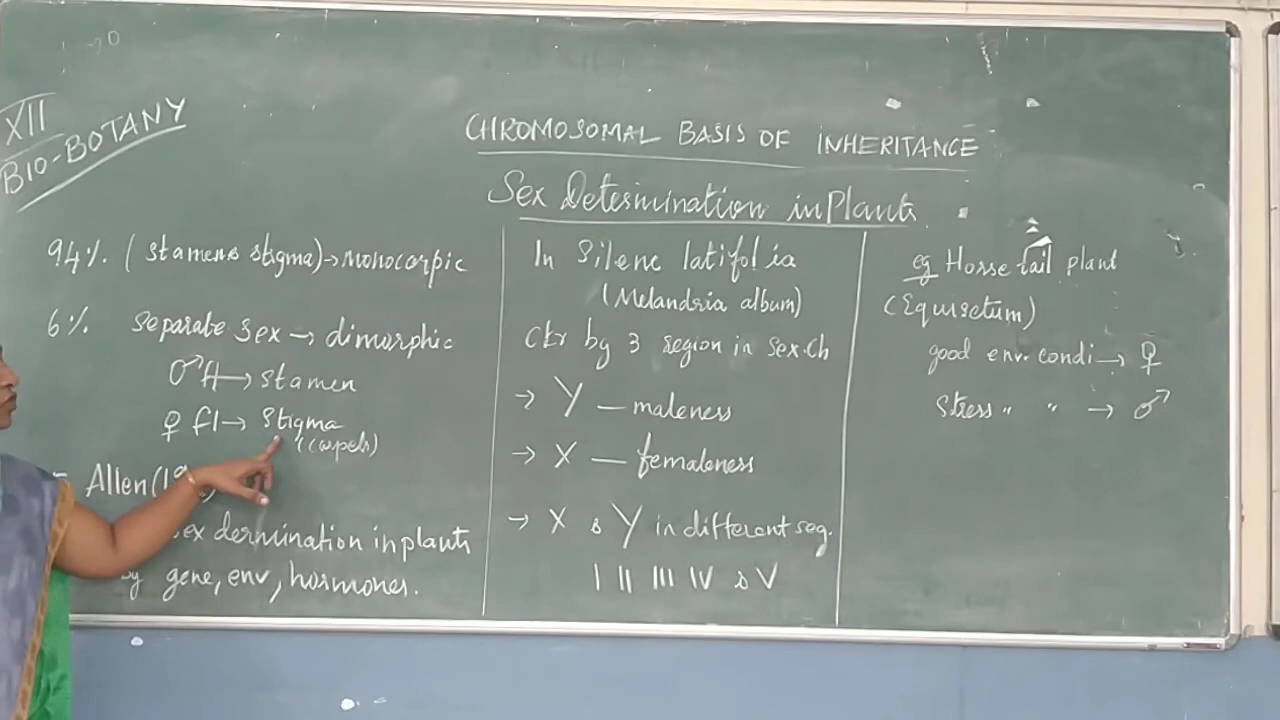 XII
BIO-BOTANY
CHROMOSOMAL BASIS OF INHERITANCE
Sex Determination in Plants
94%. (stamens stigma)→monocarpic
6% separate sex → dimorphic
♂ fl → stamen
♀ fl → stigma
(carpels)
Allen(19
sex dermination in plants
by gene, env, hormones.
In Silene latifolia
(Melandria album)
Ctr by 3 region in sex.ch
→ Y — maleness
→ X — femaleness
→ X & Y in different seg.
I II III IV & V
eg Horse tail plant
(Equisetum)
good env. condi → ♀
Stress " " → ♂